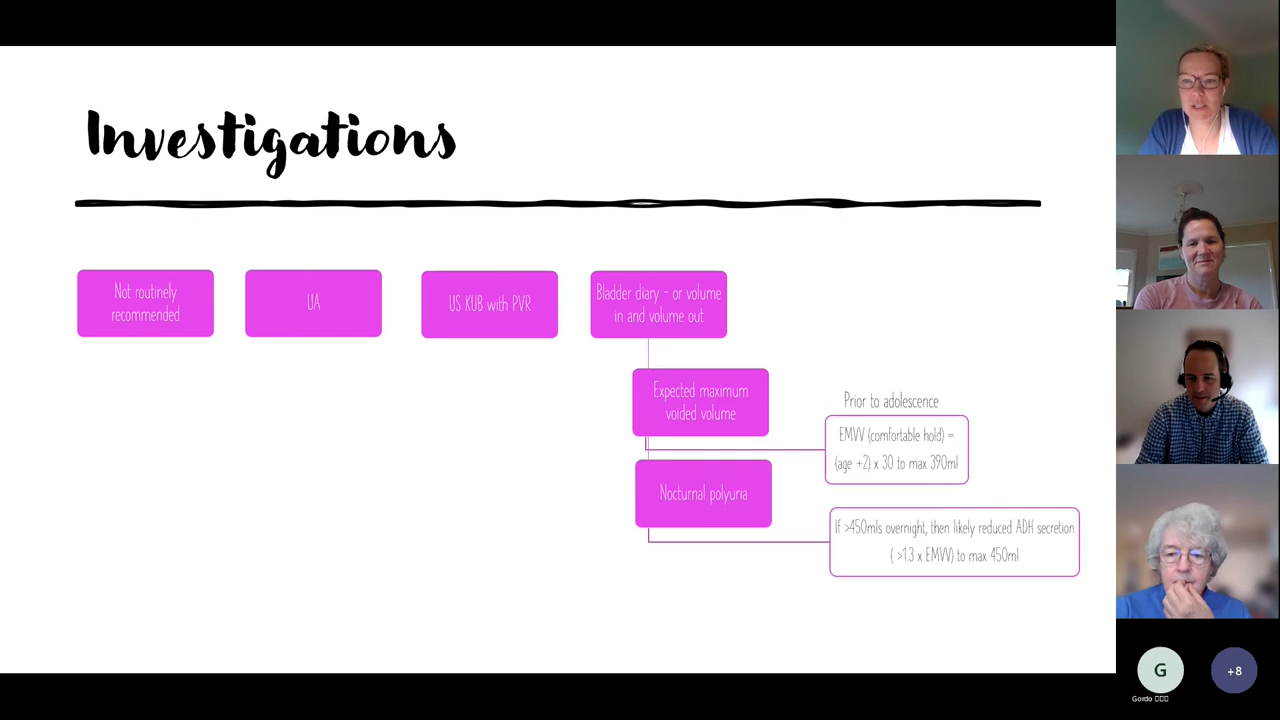 Investigations
Not routinely
recommended
UA
US KUB with PVR
Bladder diary - or volume
in and volume out
Expected maximum
voided volume
Prior to adolescence
EMVV (comfortable hold) =
(age +2) x 30 to max 390ml
Nocturnal polyuria
If >450mls overnight, then likely reduced ADH secretion
( >1.3 x EMVV) to max 450ml
G
+8
Gordo